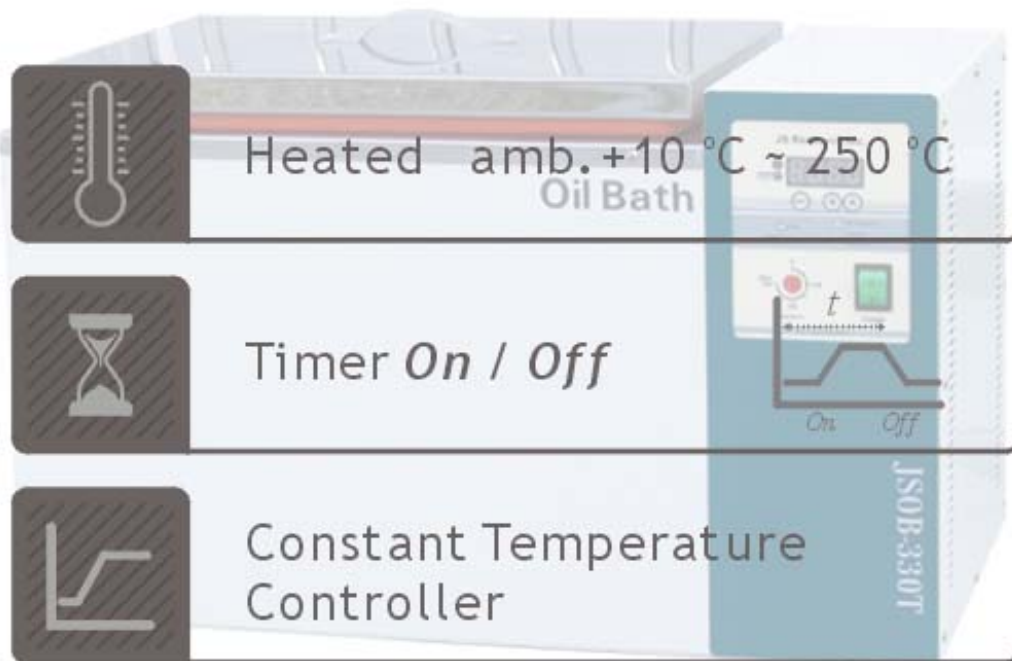 Heated amb.+10 °C ~ 250 °C
Oil Bath
t
Timer On / Off
On Off
JSOB-330T
Constant Temperature
Controller